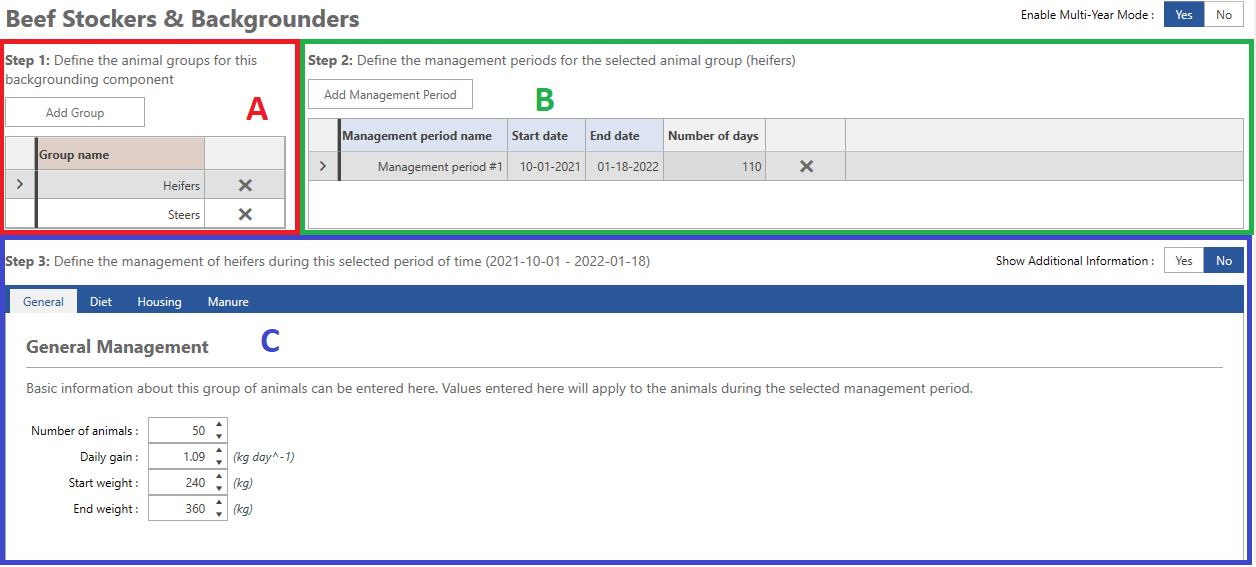 Beef Stockers & Backgrounders
Enable Multi-Year Mode : Yes No
Step 1: Define the animal groups for this
backgrounding component
Add Group
A
Group name
Heifers
Steers
Step 2: Define the management periods for the selected animal group (heifers)
Add Management Period
B
Management period name Start date End date Number of days
Management period #1 10-01-2021 01-18-2022 110
Step 3: Define the management of heifers during this selected period of time (2021-10-01 - 2022-01-18)
Show Additional Information : Yes No
General Diet Housing Manure
General Management
C
Basic information about this group of animals can be entered here. Values entered here will apply to the animals during the selected management period.
Number of animals : 50
Daily gain : 1.09 (kg day^-1)
Start weight : 240 (kg)
End weight : 360 (kg)